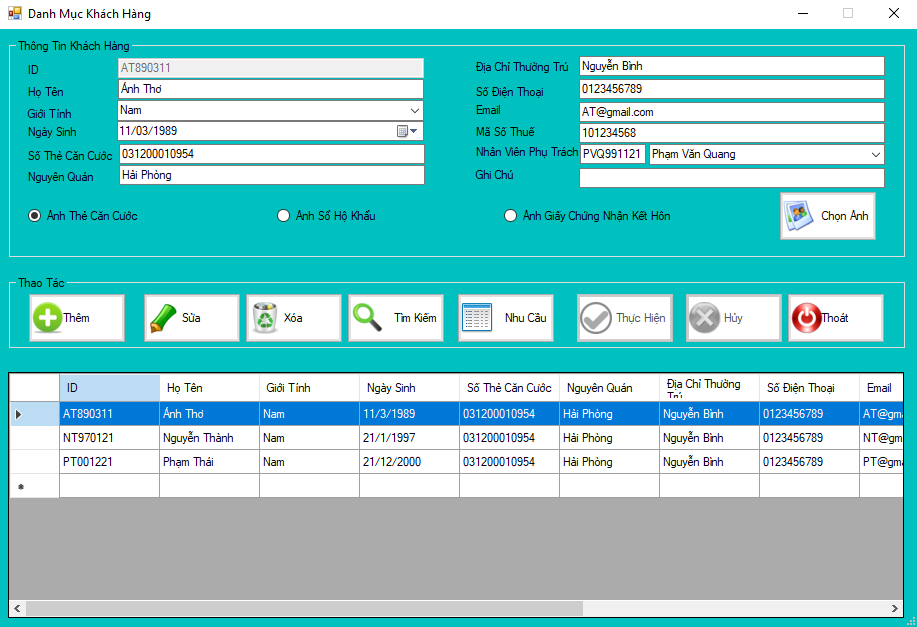 Danh Mục Khách Hàng
Thông Tin Khách Hàng
ID AT890311
Họ Tên Ánh Thơ
Giới Tính Nam
Ngày Sinh 11/03/1989
Số Thẻ Căn Cước 031200010954
Nguyên Quán Hải Phòng
Địa Chỉ Thường Trú Nguyễn Bình
Số Điện Thoại 0123456789
Email AT@gmail.com
Mã Số Thuế 101234568
Nhân Viên Phụ Trách PVQ991121 Phạm Văn Quang
Ghi Chú
Ảnh Thẻ Căn Cước Ảnh Sổ Hộ Khẩu Ảnh Giấy Chứng Nhận Kết Hôn Chọn Ảnh
Thao Tác
Thêm Sửa Xóa Tìm Kiếm Nhu Cầu Thực Hiện Hủy Thoát
ID Họ Tên Giới Tính Ngày Sinh Số Thẻ Căn Cước Nguyên Quán Địa Chỉ Thường Trú Số Điện Thoại Email
AT890311 Ánh Thơ Nam 11/3/1989 031200010954 Hải Phòng Nguyễn Bình 0123456789 AT@gma
NT970121 Nguyễn Thành Nam 21/1/1997 031200010954 Hải Phòng Nguyễn Bình 0123456789 NT@gm
PT001221 Phạm Thái Nam 21/12/2000 031200010954 Hải Phòng Nguyễn Bình 0123456789 PT@gma